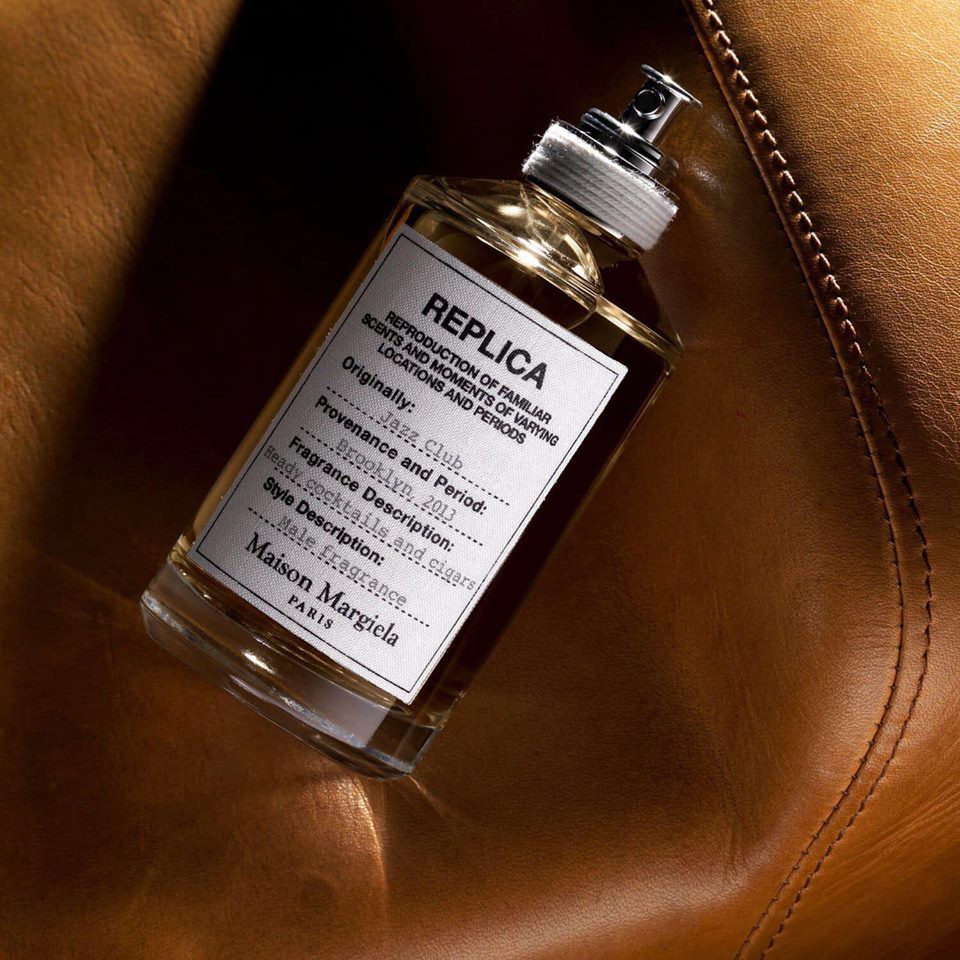 REPLICA
REPRODUCTION OF FAMILIAR
SCENTS AND MOMENTS OF VARYING
LOCATIONS AND PERIODS
Originally:
Jazz Club
Provenance and Period:
Brooklyn, 2013
Fragrance Description:
Heady cocktails and cigars
Style Description:
Male fragrance
Maison Margiela
PARIS